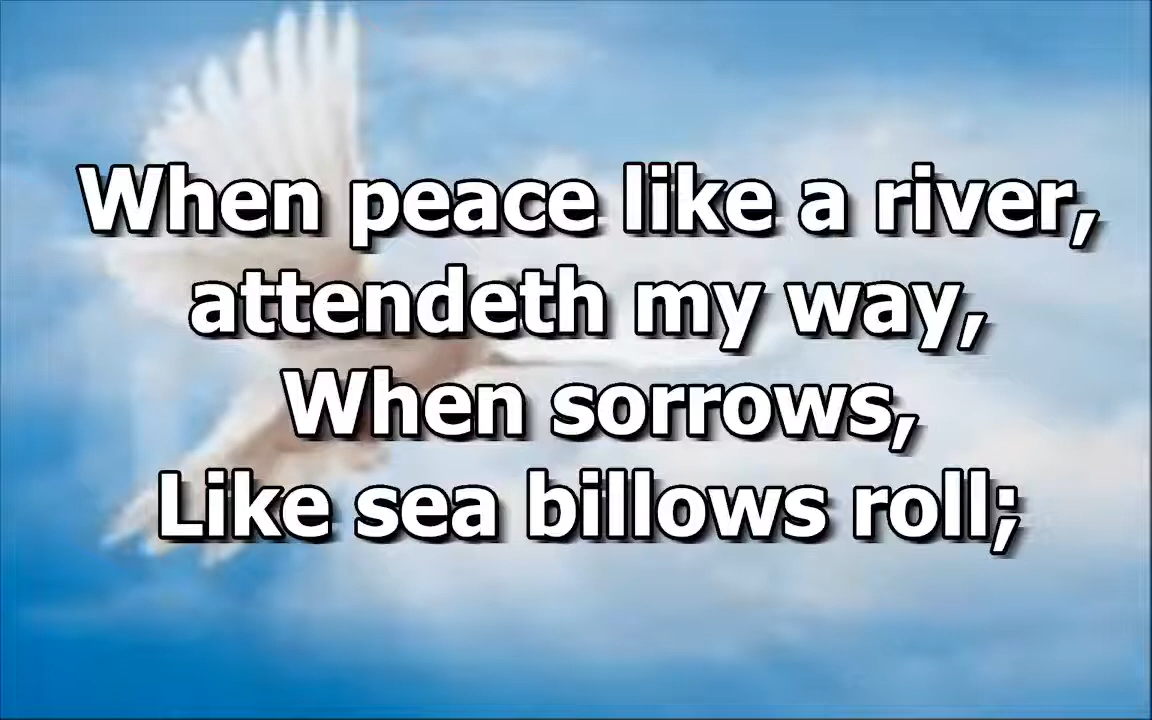 When peace like a river,
attendeth my way,
When sorrows,
Like sea billows roll;